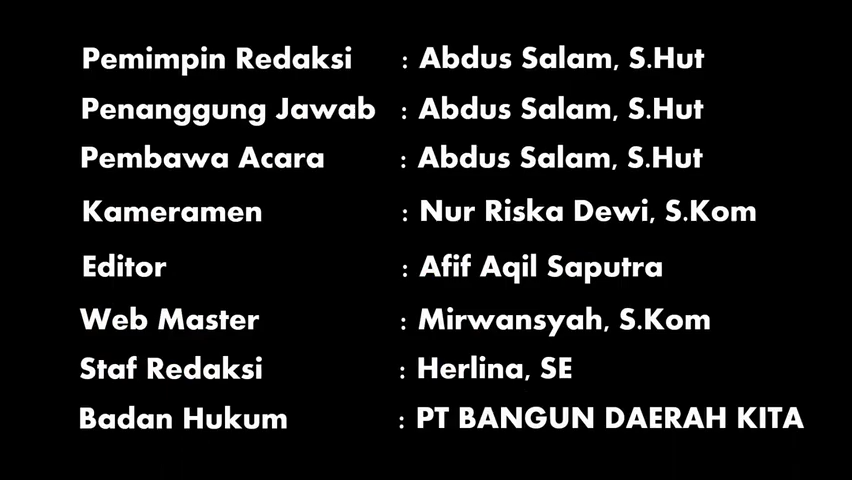 Pemimpin Redaksi : Abdus Salam, S.Hut
Penanggung Jawab : Abdus Salam, S.Hut
Pembawa Acara : Abdus Salam, S.Hut
Kameramen : Nur Riska Dewi, S.Kom
Editor : Afif Aqil Saputra
Web Master : Mirwansyah, S.Kom
Staf Redaksi : Herlina, SE
Badan Hukum : PT BANGUN DAERAH KITA